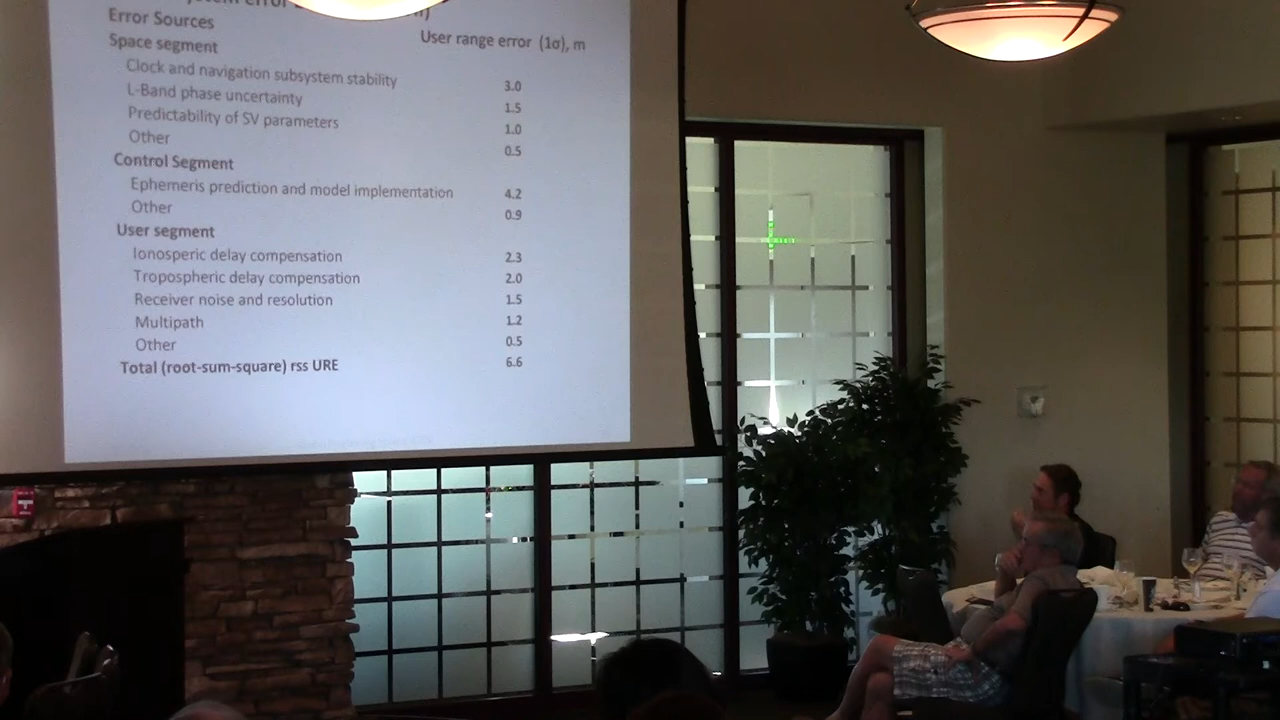 Error Sources
User range error (1σ), m
Space segment
Clock and navigation subsystem stability 3.0
L-Band phase uncertainty 1.5
Predictability of SV parameters 1.0
Other 0.5
Control Segment
Ephemeris prediction and model implementation 4.2
Other 0.9
User segment
Ionosperic delay compensation 2.3
Tropospheric delay compensation 2.0
Receiver noise and resolution 1.5
Multipath 1.2
Other 0.5
Total (root-sum-square) rss URE 6.6